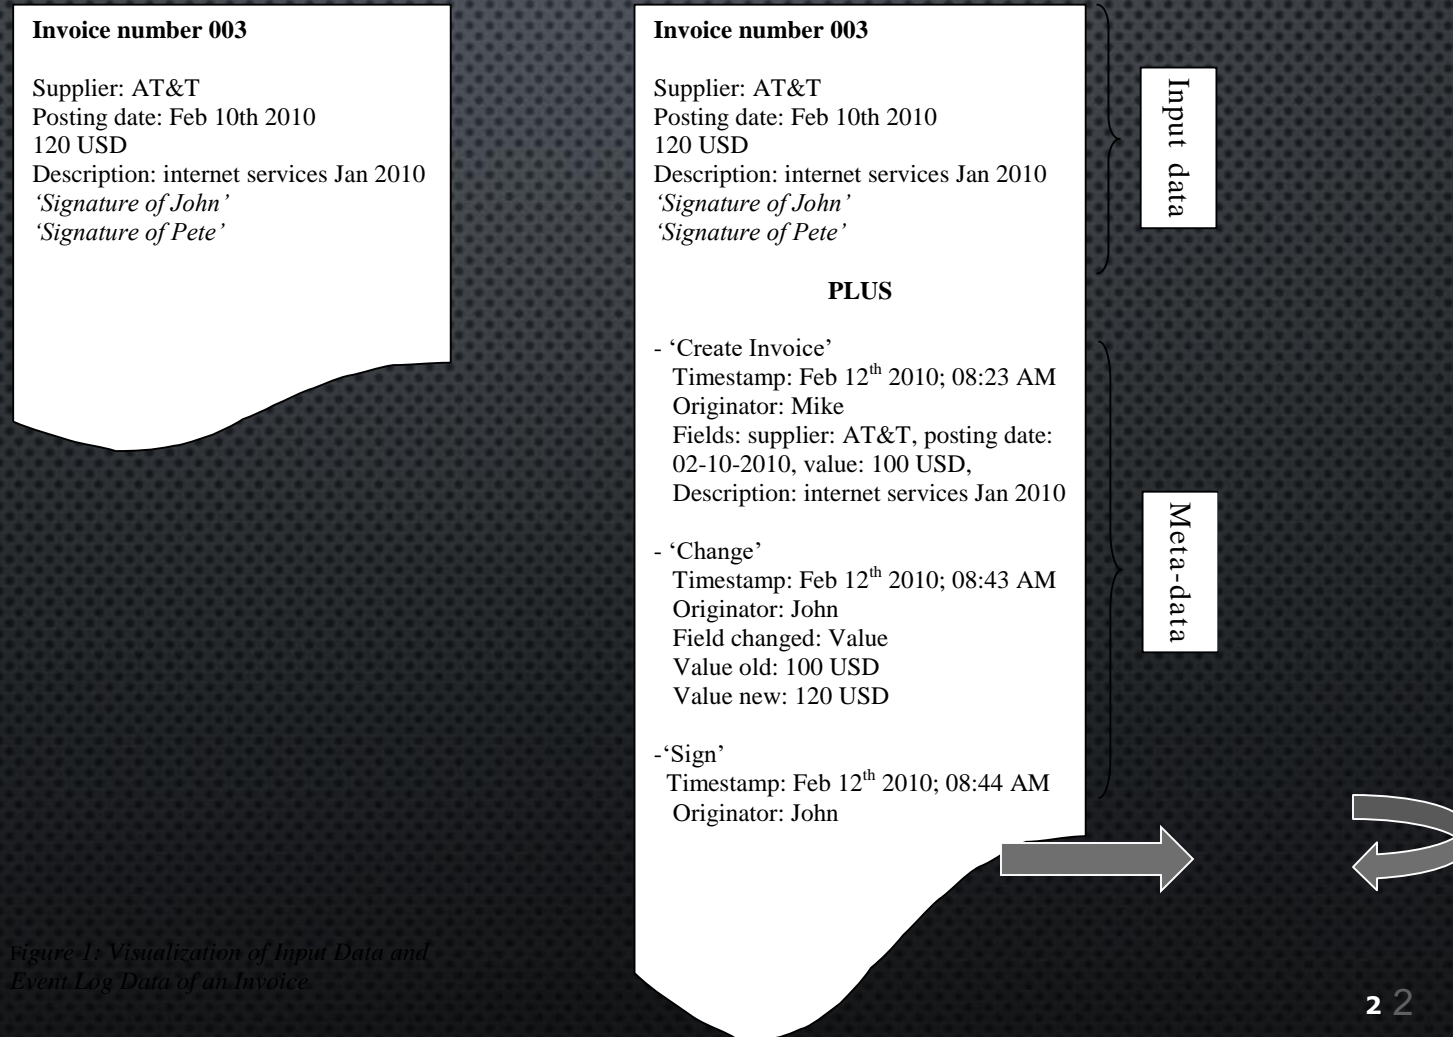 Invoice number 003
Supplier: AT&T
Posting date: Feb 10th 2010
120 USD
Description: internet services Jan 2010
‘Signature of John’
‘Signature of Pete’
Invoice number 003
Supplier: AT&T
Posting date: Feb 10th 2010
120 USD
Description: internet services Jan 2010
‘Signature of John’
‘Signature of Pete’
PLUS
- ‘Create Invoice’
Timestamp: Feb 12th 2010; 08:23 AM
Originator: Mike
Fields: supplier: AT&T, posting date:
02-10-2010, value: 100 USD,
Description: internet services Jan 2010
- ‘Change’
Timestamp: Feb 12th 2010; 08:43 AM
Originator: John
Field changed: Value
Value old: 100 USD
Value new: 120 USD
-‘Sign’
Timestamp: Feb 12th 2010; 08:44 AM
Originator: John
Input data
Meta-data
Figure 1: Visualization of Input Data and
Event Log Data of an Invoice
2 2